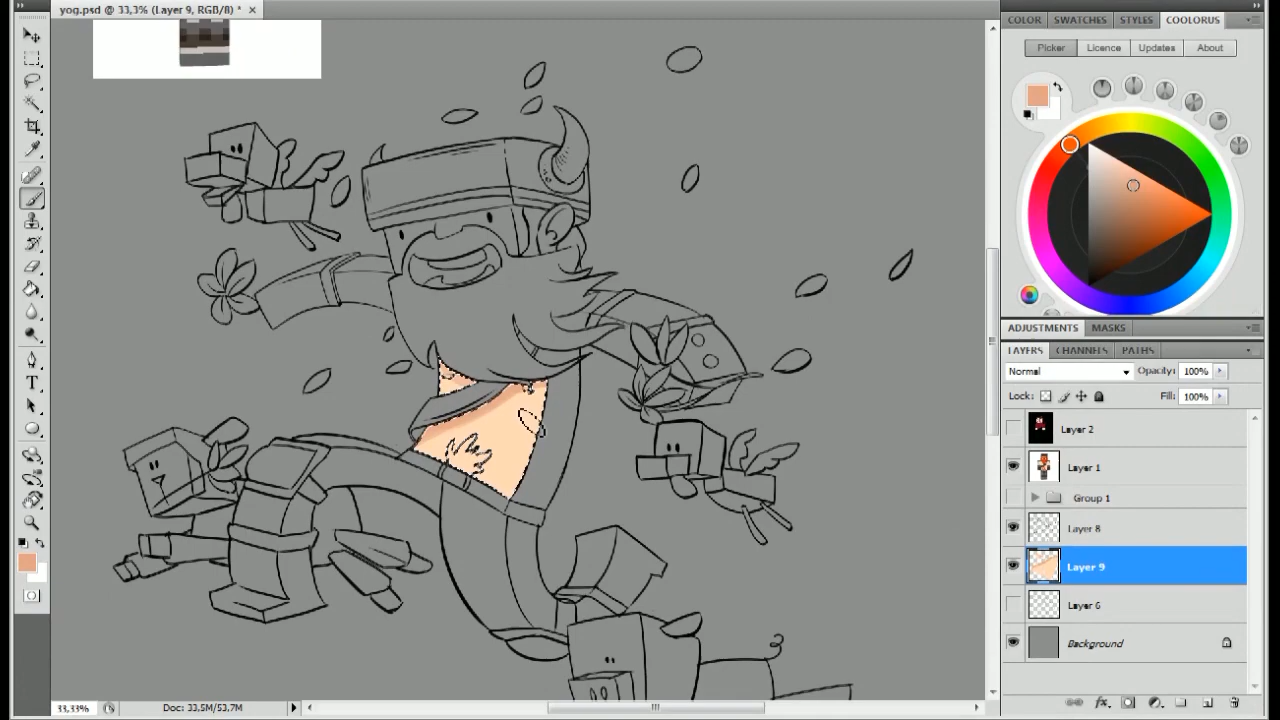 yog.psd @ 33,3% (Layer 9, RGB/8) *
COLOR SWATCHES STYLES COOLORUS
Picker Licence Updates About
ADJUSTMENTS MASKS
LAYERS CHANNELS PATHS
Normal Opacity: 100%
Lock: Fill: 100%
Layer 2
Layer 1
Group 1
Layer 8
Layer 9
Layer 6
Background
33,33% Doc: 33,5M/53,7M